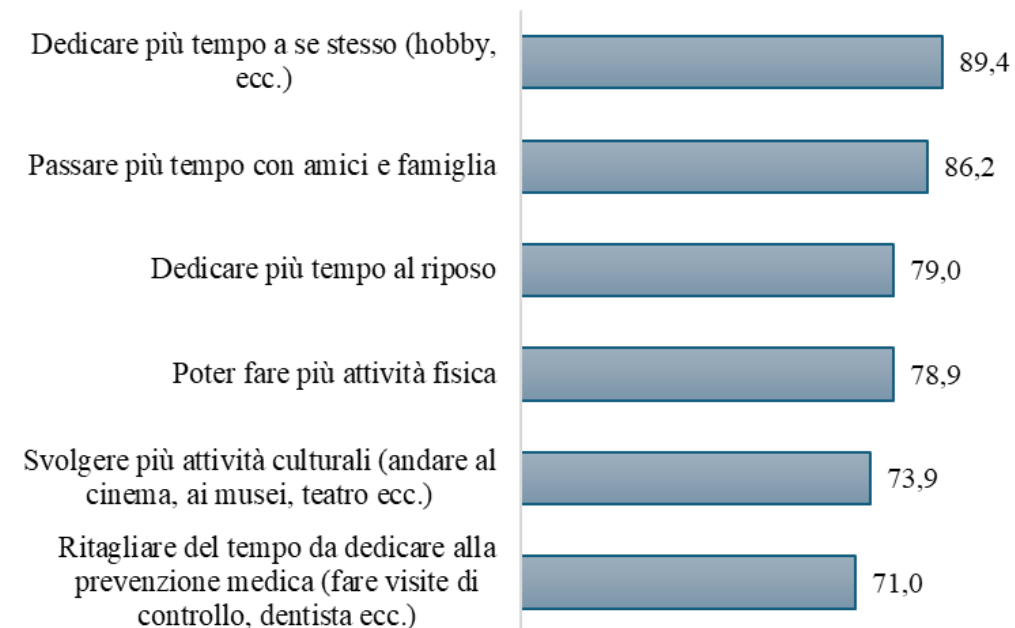 Dedicare più tempo a se stesso (hobby,
ecc.)
89,4
Passare più tempo con amici e famiglia
86,2
Dedicare più tempo al riposo
79,0
Poter fare più attività fisica
78,9
Svolgere più attività culturali (andare al
cinema, ai musei, teatro ecc.)
73,9
Ritagliare del tempo da dedicare alla
prevenzione medica (fare visite di
controllo, dentista ecc.)
71,0